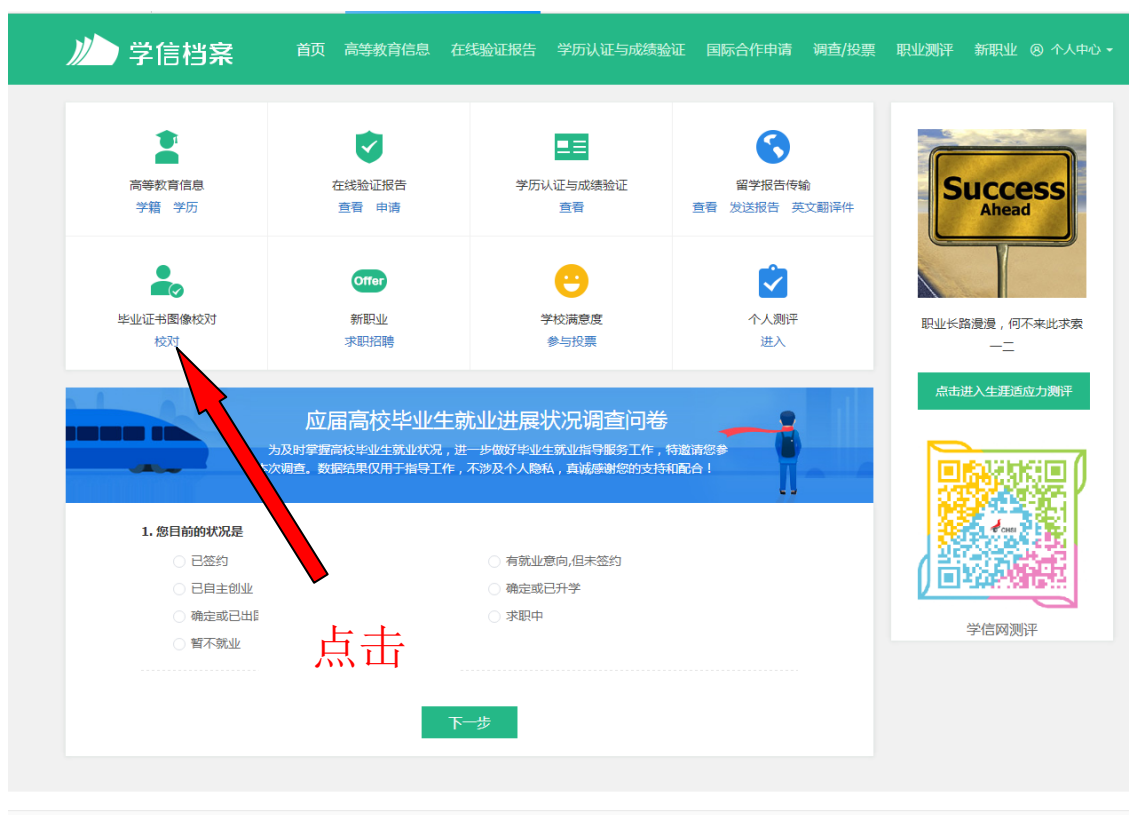 学信档案
首页 高等教育信息 在线验证报告 学历认证与成绩验证 国际合作申请 调查/投票 职业测评 新职业 个人中心
高等教育信息
学籍 学历
在线验证报告
查看 申请
学历认证与成绩验证
查看
留学报告传输
查看 发送报告 英文翻译件
毕业证书图像校对
校对
Offer
新职业
求职招聘
学校满意度
参与投票
个人测评
进入
应届高校毕业生就业进展状况调查问卷
为及时掌握高校毕业生就业状况，进一步做好毕业生就业指导服务工作，特邀请您参
次调查。数据结果仅用于指导工作，不涉及个人隐私，真诚感谢您的支持和配合！
1. 您目前的状况是
已签约
有就业意向,但未签约
已自主创业
确定或已升学
确定或已出
求职中
暂不就业
点击
下一步
Success
Ahead
职业长路漫漫，何不来此求索
一二
点击进入生涯适应力测评
学信网测评